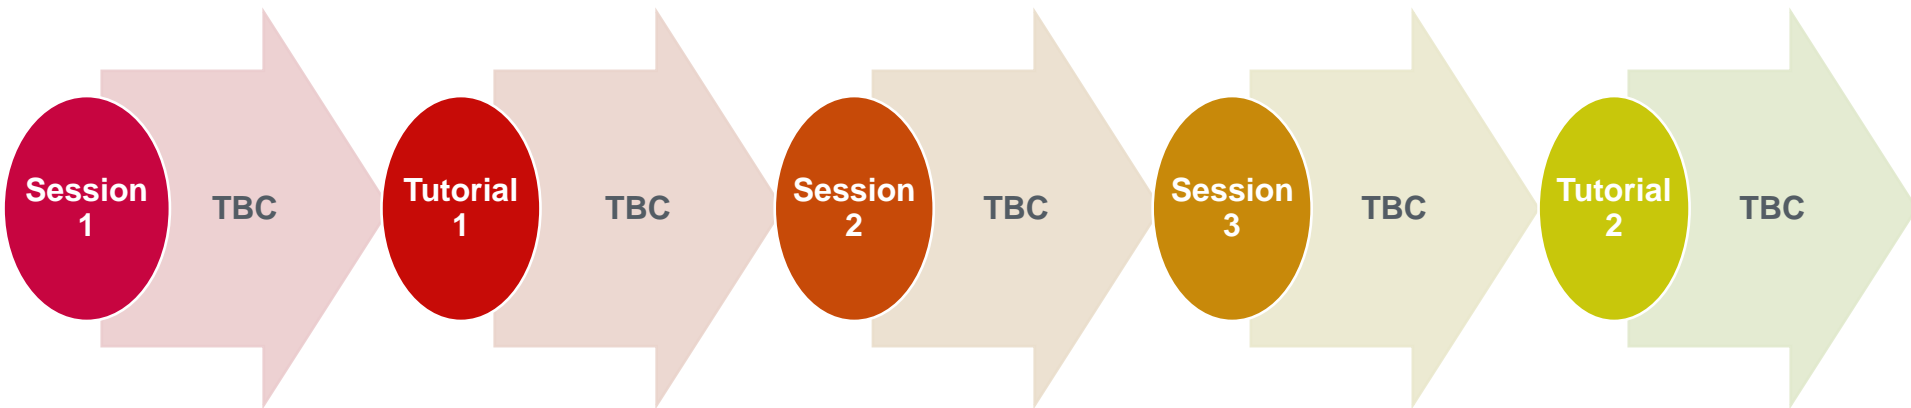 Session
1
TBC
Tutorial
1
TBC
Session
2
TBC
Session
3
TBC
Tutorial
2
TBC